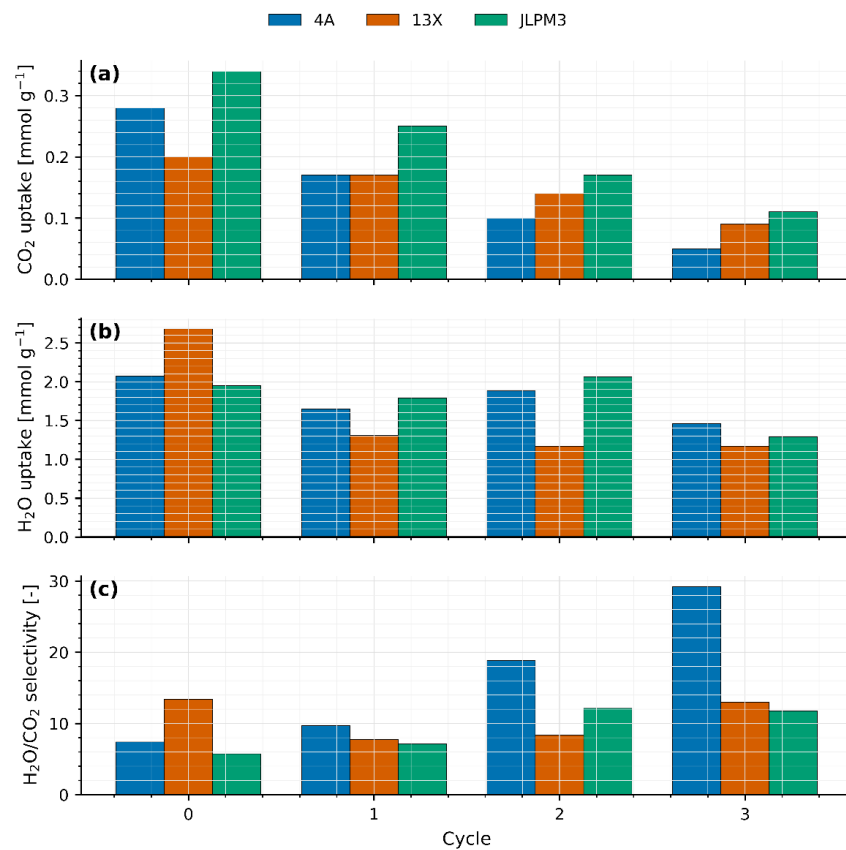 4A 13X JLPM3
(a)
CO₂ uptake [mmol g⁻¹]
0.3
0.2
0.1
0.0
(b)
H₂O uptake [mmol g⁻¹]
2.5
2.0
1.5
1.0
0.5
0.0
(c)
H₂O/CO₂ selectivity [-]
30
20
10
0
0 1 2 3
Cycle